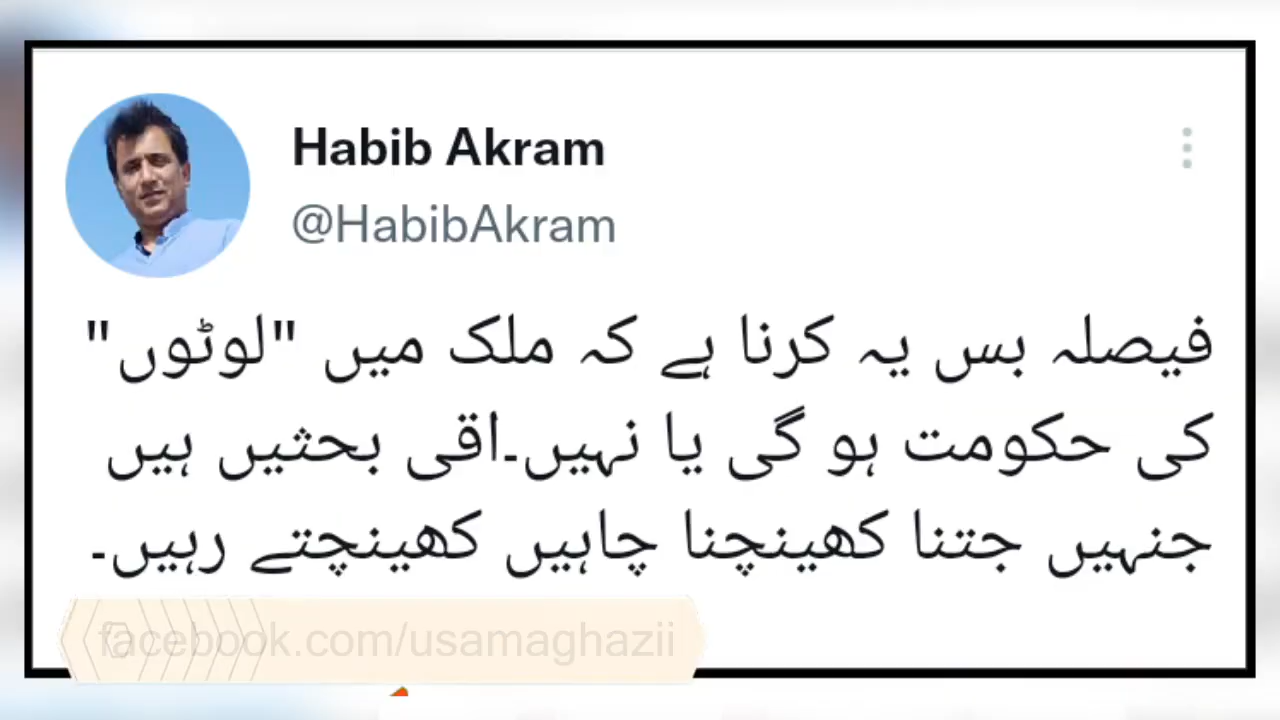 Habib Akram
@HabibAkram
فیصلہ بس یہ کرنا ہے کہ ملک میں "لوٹوں"
کی حکومت ہو گی یا نہیں۔اقی بحثیں ہیں
جنہیں جتنا کھینچنا چاہیں کھینچتے رہیں۔
facebook.com/usamaghazii